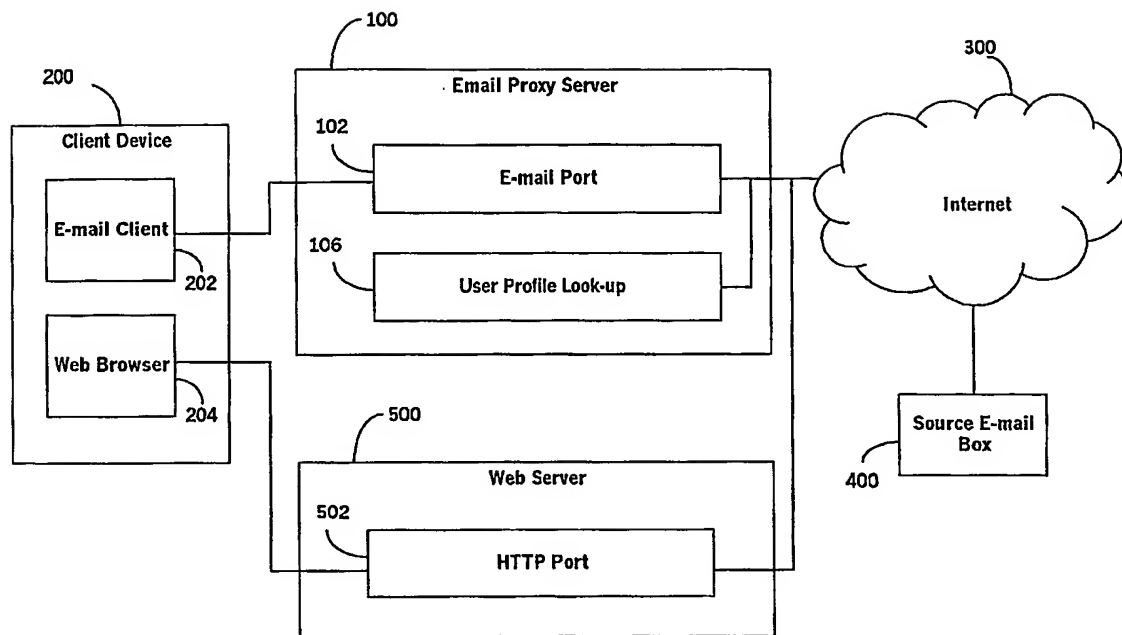 100
200
300
Email Proxy Server
Client Device
102
E-mail Port
E-mail Client
Internet
106
202
User Profile Look-up
Web Browser
204
500
Source E-mail
Box
400
Web Server
502
HTTP Port